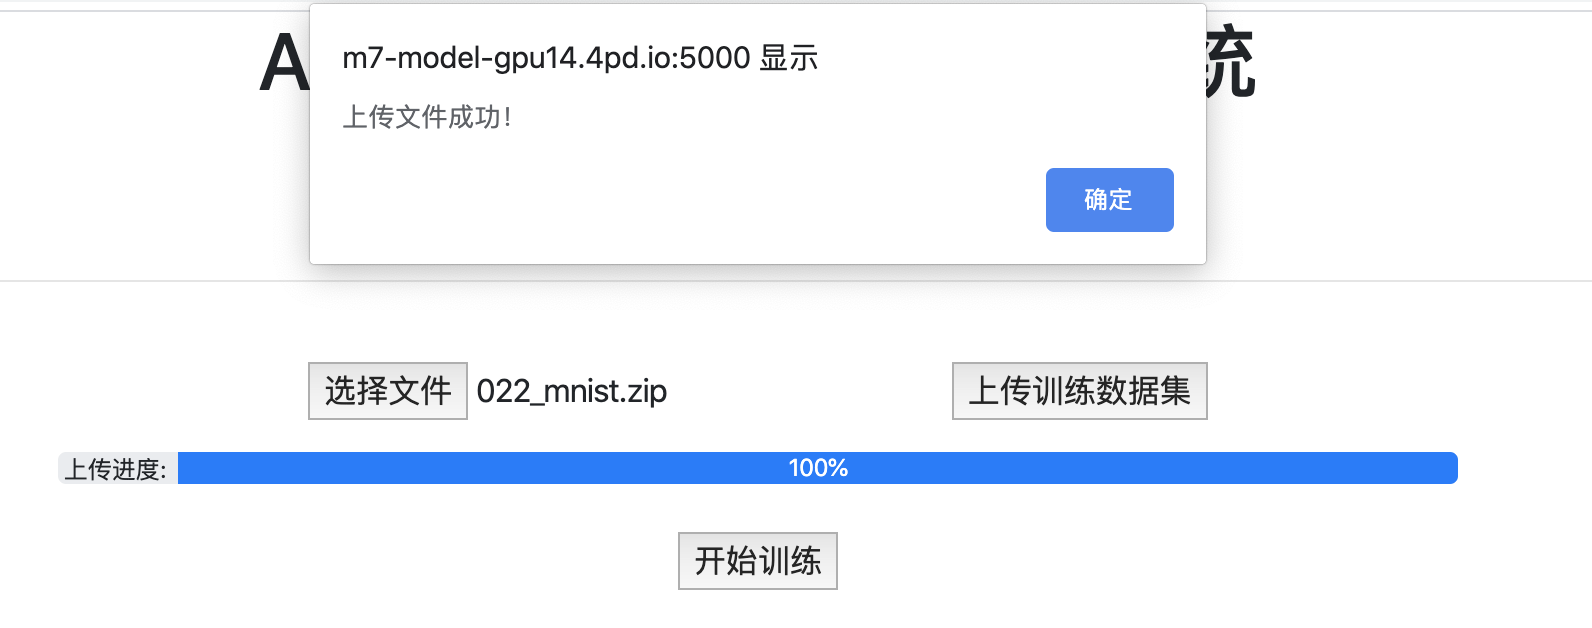 m7-model-gpu14.4pd.io:5000 显示
上传文件成功！
确定
A 统
选择文件 022_mnist.zip 上传训练数据集
上传进度: 100%
开始训练